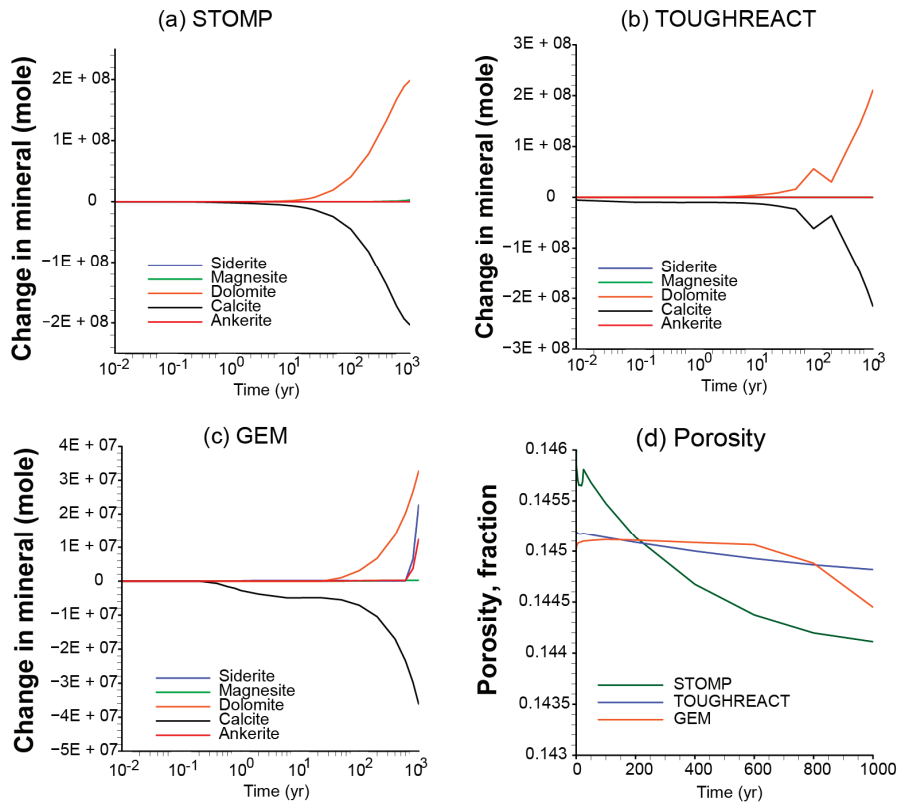 (a) STOMP
Change in mineral (mole)
2E + 08
1E + 08
0
−1E + 08
−2E + 08
Siderite
Magnesite
Dolomite
Calcite
Ankerite
10-2 10-1 100 101 102 103
Time (yr)
(b) TOUGHREACT
Change in mineral (mole)
3E + 08
2E + 08
1E + 08
0
−1E + 08
−2E + 08
−3E + 08
Siderite
Magnesite
Dolomite
Calcite
Ankerite
10-2 10-1 100 101 102 103
Time (yr)
(c) GEM
Change in mineral (mole)
4E + 07
3E + 07
2E + 07
1E + 07
0
−1E + 07
−2E + 07
−3E + 07
−4E + 07
−5E + 07
Siderite
Magnesite
Dolomite
Calcite
Ankerite
10-2 10-1 100 101 102 103
Time (yr)
(d) Porosity
Porosity, fraction
0.146
0.1455
0.145
0.1445
0.144
0.1435
0.143
STOMP
TOUGHREACT
GEM
0 200 400 600 800 1000
Time (yr)